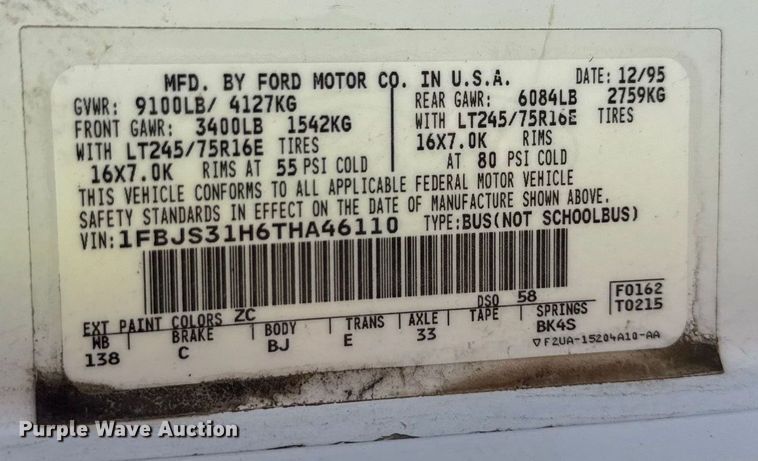 MFD. BY FORD MOTOR CO. IN U.S.A.
DATE: 12/95
GVWR: 9100LB/ 4127KG
FRONT GAWR: 3400LB 1542KG
WITH LT245/75R16E TIRES
16X7.0K RIMS AT 55 PSI COLD
REAR GAWR: 6084LB 2759KG
WITH LT245/75R16E TIRES
16X7.0K RIMS
AT 80 PSI COLD
THIS VEHICLE CONFORMS TO ALL APPLICABLE FEDERAL MOTOR VEHICLE
SAFETY STANDARDS IN EFFECT ON THE DATE OF MANUFACTURE SHOWN ABOVE.
VIN: 1FBJS31H6THA46110 TYPE: BUS(NOT SCHOOLBUS)
F0162
T0215
EXT PAINT COLORS ZC DSO 58
WB BRAKE BODY TRANS AXLE TAPE SPRINGS
138 C BJ E 33 BK4S
▽F2UA-15204A10-AA
Purple Wave Auction